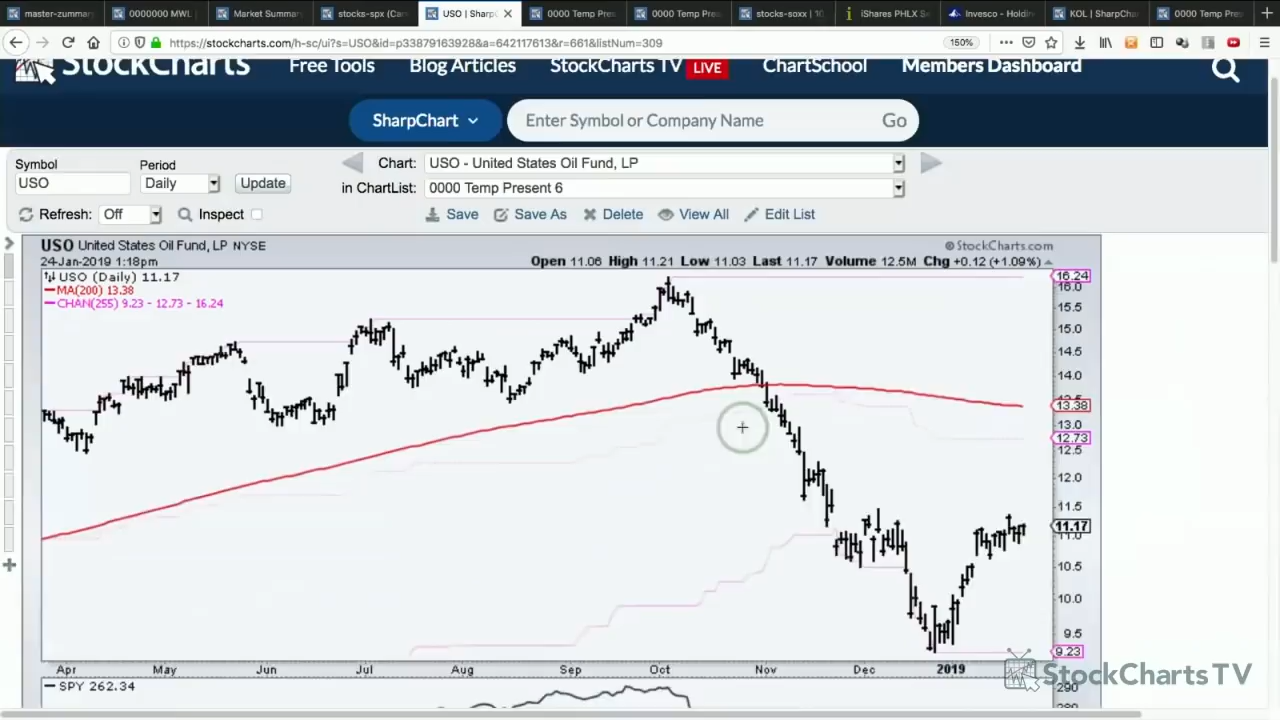 master-zummary
0000000 MWL
Market Summary
stocks-spx (Can
USO | SharpC
0000 Temp Pres
0000 Temp Pres
stocks-soxx | 10
iShares PHLX Se
Invesco - Holdin
KOL | SharpChar
0000 Temp Pres
https://stockcharts.com/h-sc/ui?s=USO&id=p33879163928&a=642117613&r=661&listNum=309
150%
StockCharts
Free Tools
Blog Articles
StockCharts TV LIVE
ChartSchool
Members Dashboard
SharpChart
Enter Symbol or Company Name
Go
Symbol
Period
Chart:
USO - United States Oil Fund, LP
USO
Daily
Update
in ChartList:
0000 Temp Present 6
Refresh:
Off
Inspect
Save
Save As
Delete
View All
Edit List
USO United States Oil Fund, LP NYSE
© StockCharts.com
24-Jan-2019 1:18pm
Open 11.06 High 11.21 Low 11.03 Last 11.17 Volume 12.5M Chg +0.12 (+1.09%)
USO (Daily) 11.17
MA(200) 13.38
CHAN(255) 9.23 - 12.73 - 16.24
16.24
16.0
15.5
15.0
14.5
14.0
13.38
13.0
12.73
12.5
12.0
11.5
11.17
11.0
10.5
10.0
9.5
9.23
Apr
May
Jun
Jul
Aug
Sep
Oct
Nov
Dec
2019
StockChartsTV
SPY 262.34
290